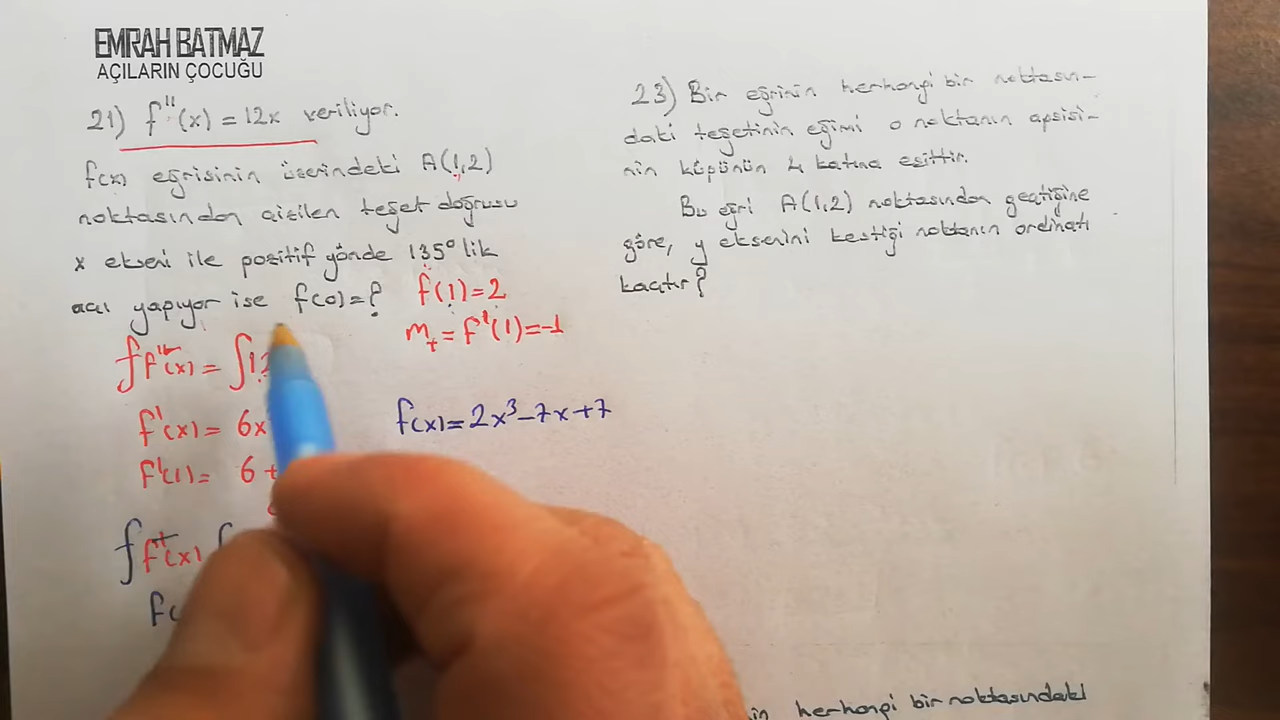 EMRAH BATMAZ
AÇILARIN ÇOCUĞU
21) f''(x) = 12x veriliyor.
f(x) eğrisinin üzerindeki A(1,2)
noktasından çizilen teğet doğrusu
x ekseni ile pozitif yönde 135° lik
açı yapıyor ise f(0)=?
f(1)=2
m_t = f'(1)=-1
∫f''(x) = ∫12
f'(x) = 6x
f'(1) = 6 +
∫f'(x)
f(x)=2x³-7x+7
23) Bir eğrinin herhangi bir noktasın-
daki teğetinin eğimi o noktanın apsisi-
nin küpünün 4 katına eşittir.
Bu eğri A(1,2) noktasından geçtiğine
göre, y eksenini kestiği noktanın ordinatı
kaçtır?
in herhangi bir noktasındaki